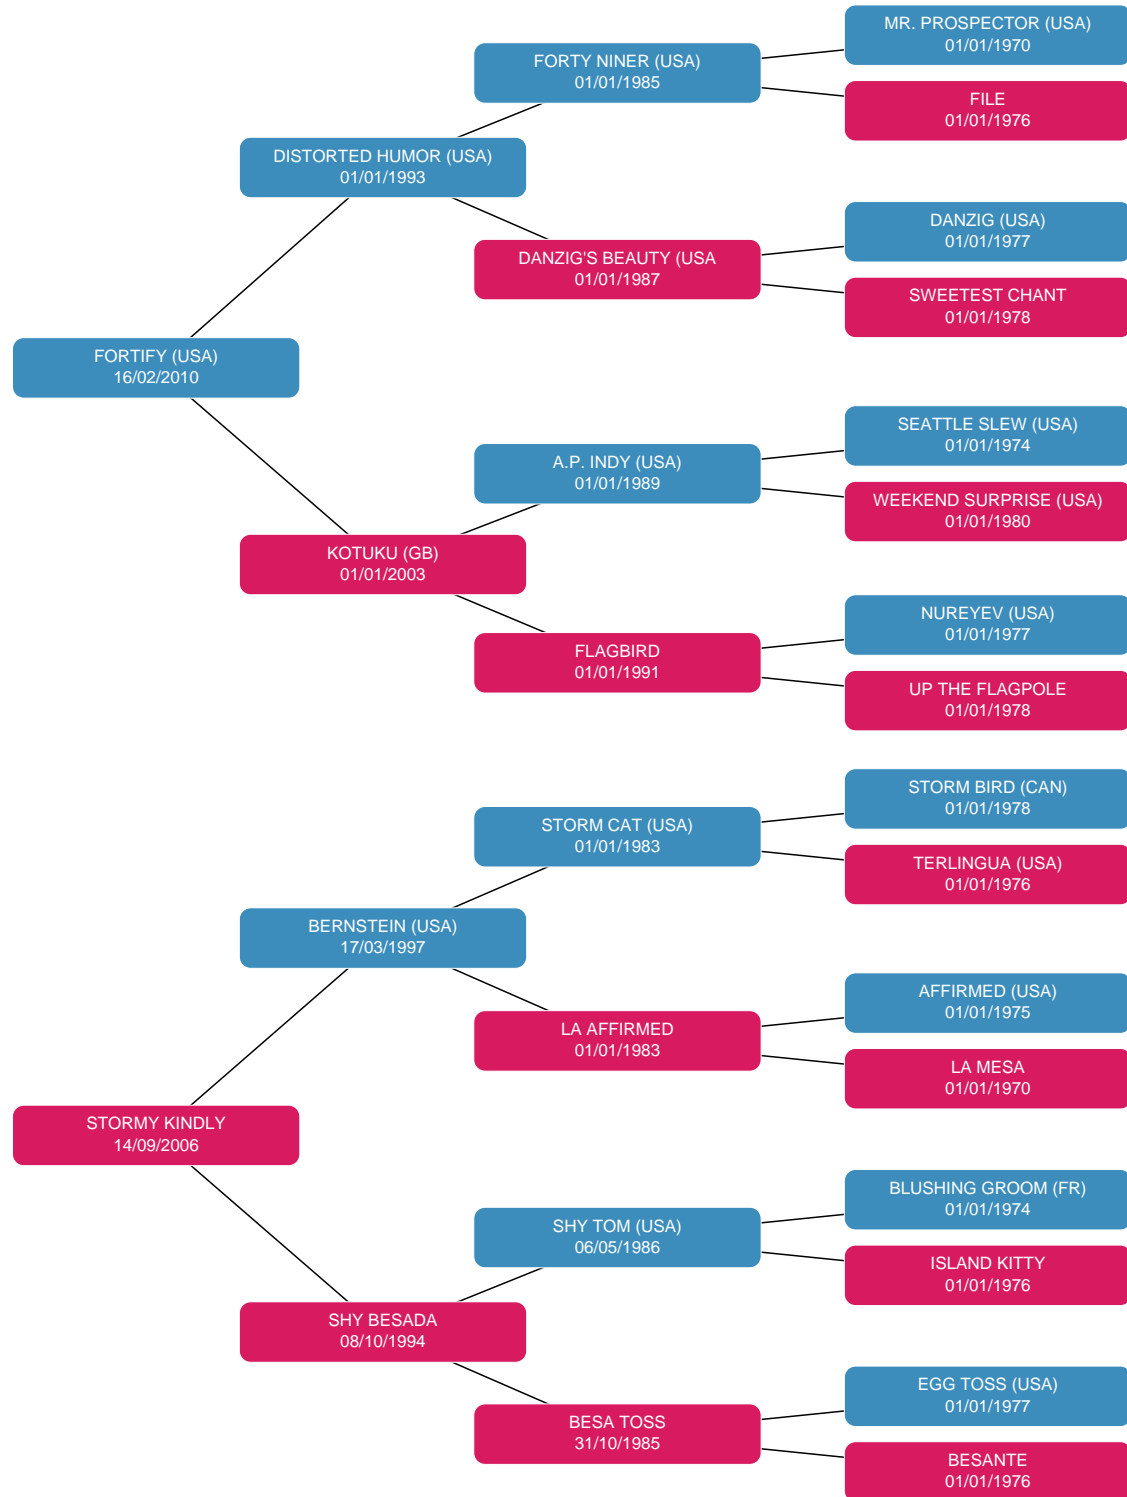 MR. PROSPECTOR (USA)
01/01/1970
FORTY NINER (USA)
01/01/1985
FILE
01/01/1976
DISTORTED HUMOR (USA)
01/01/1993
DANZIG (USA)
01/01/1977
DANZIG'S BEAUTY (USA
01/01/1987
SWEETEST CHANT
01/01/1978
FORTIFY (USA)
16/02/2010
SEATTLE SLEW (USA)
01/01/1974
A.P. INDY (USA)
01/01/1989
WEEKEND SURPRISE (USA)
01/01/1980
KOTUKU (GB)
01/01/2003
NUREYEV (USA)
01/01/1977
FLAGBIRD
01/01/1991
UP THE FLAGPOLE
01/01/1978
STORM BIRD (CAN)
01/01/1978
STORM CAT (USA)
01/01/1983
TERLINGUA (USA)
01/01/1976
BERNSTEIN (USA)
17/03/1997
AFFIRMED (USA)
01/01/1975
LA AFFIRMED
01/01/1983
LA MESA
01/01/1970
STORMY KINDLY
14/09/2006
BLUSHING GROOM (FR)
01/01/1974
SHY TOM (USA)
06/05/1986
ISLAND KITTY
01/01/1976
SHY BESADA
08/10/1994
EGG TOSS (USA)
01/01/1977
BESA TOSS
31/10/1985
BESANTE
01/01/1976